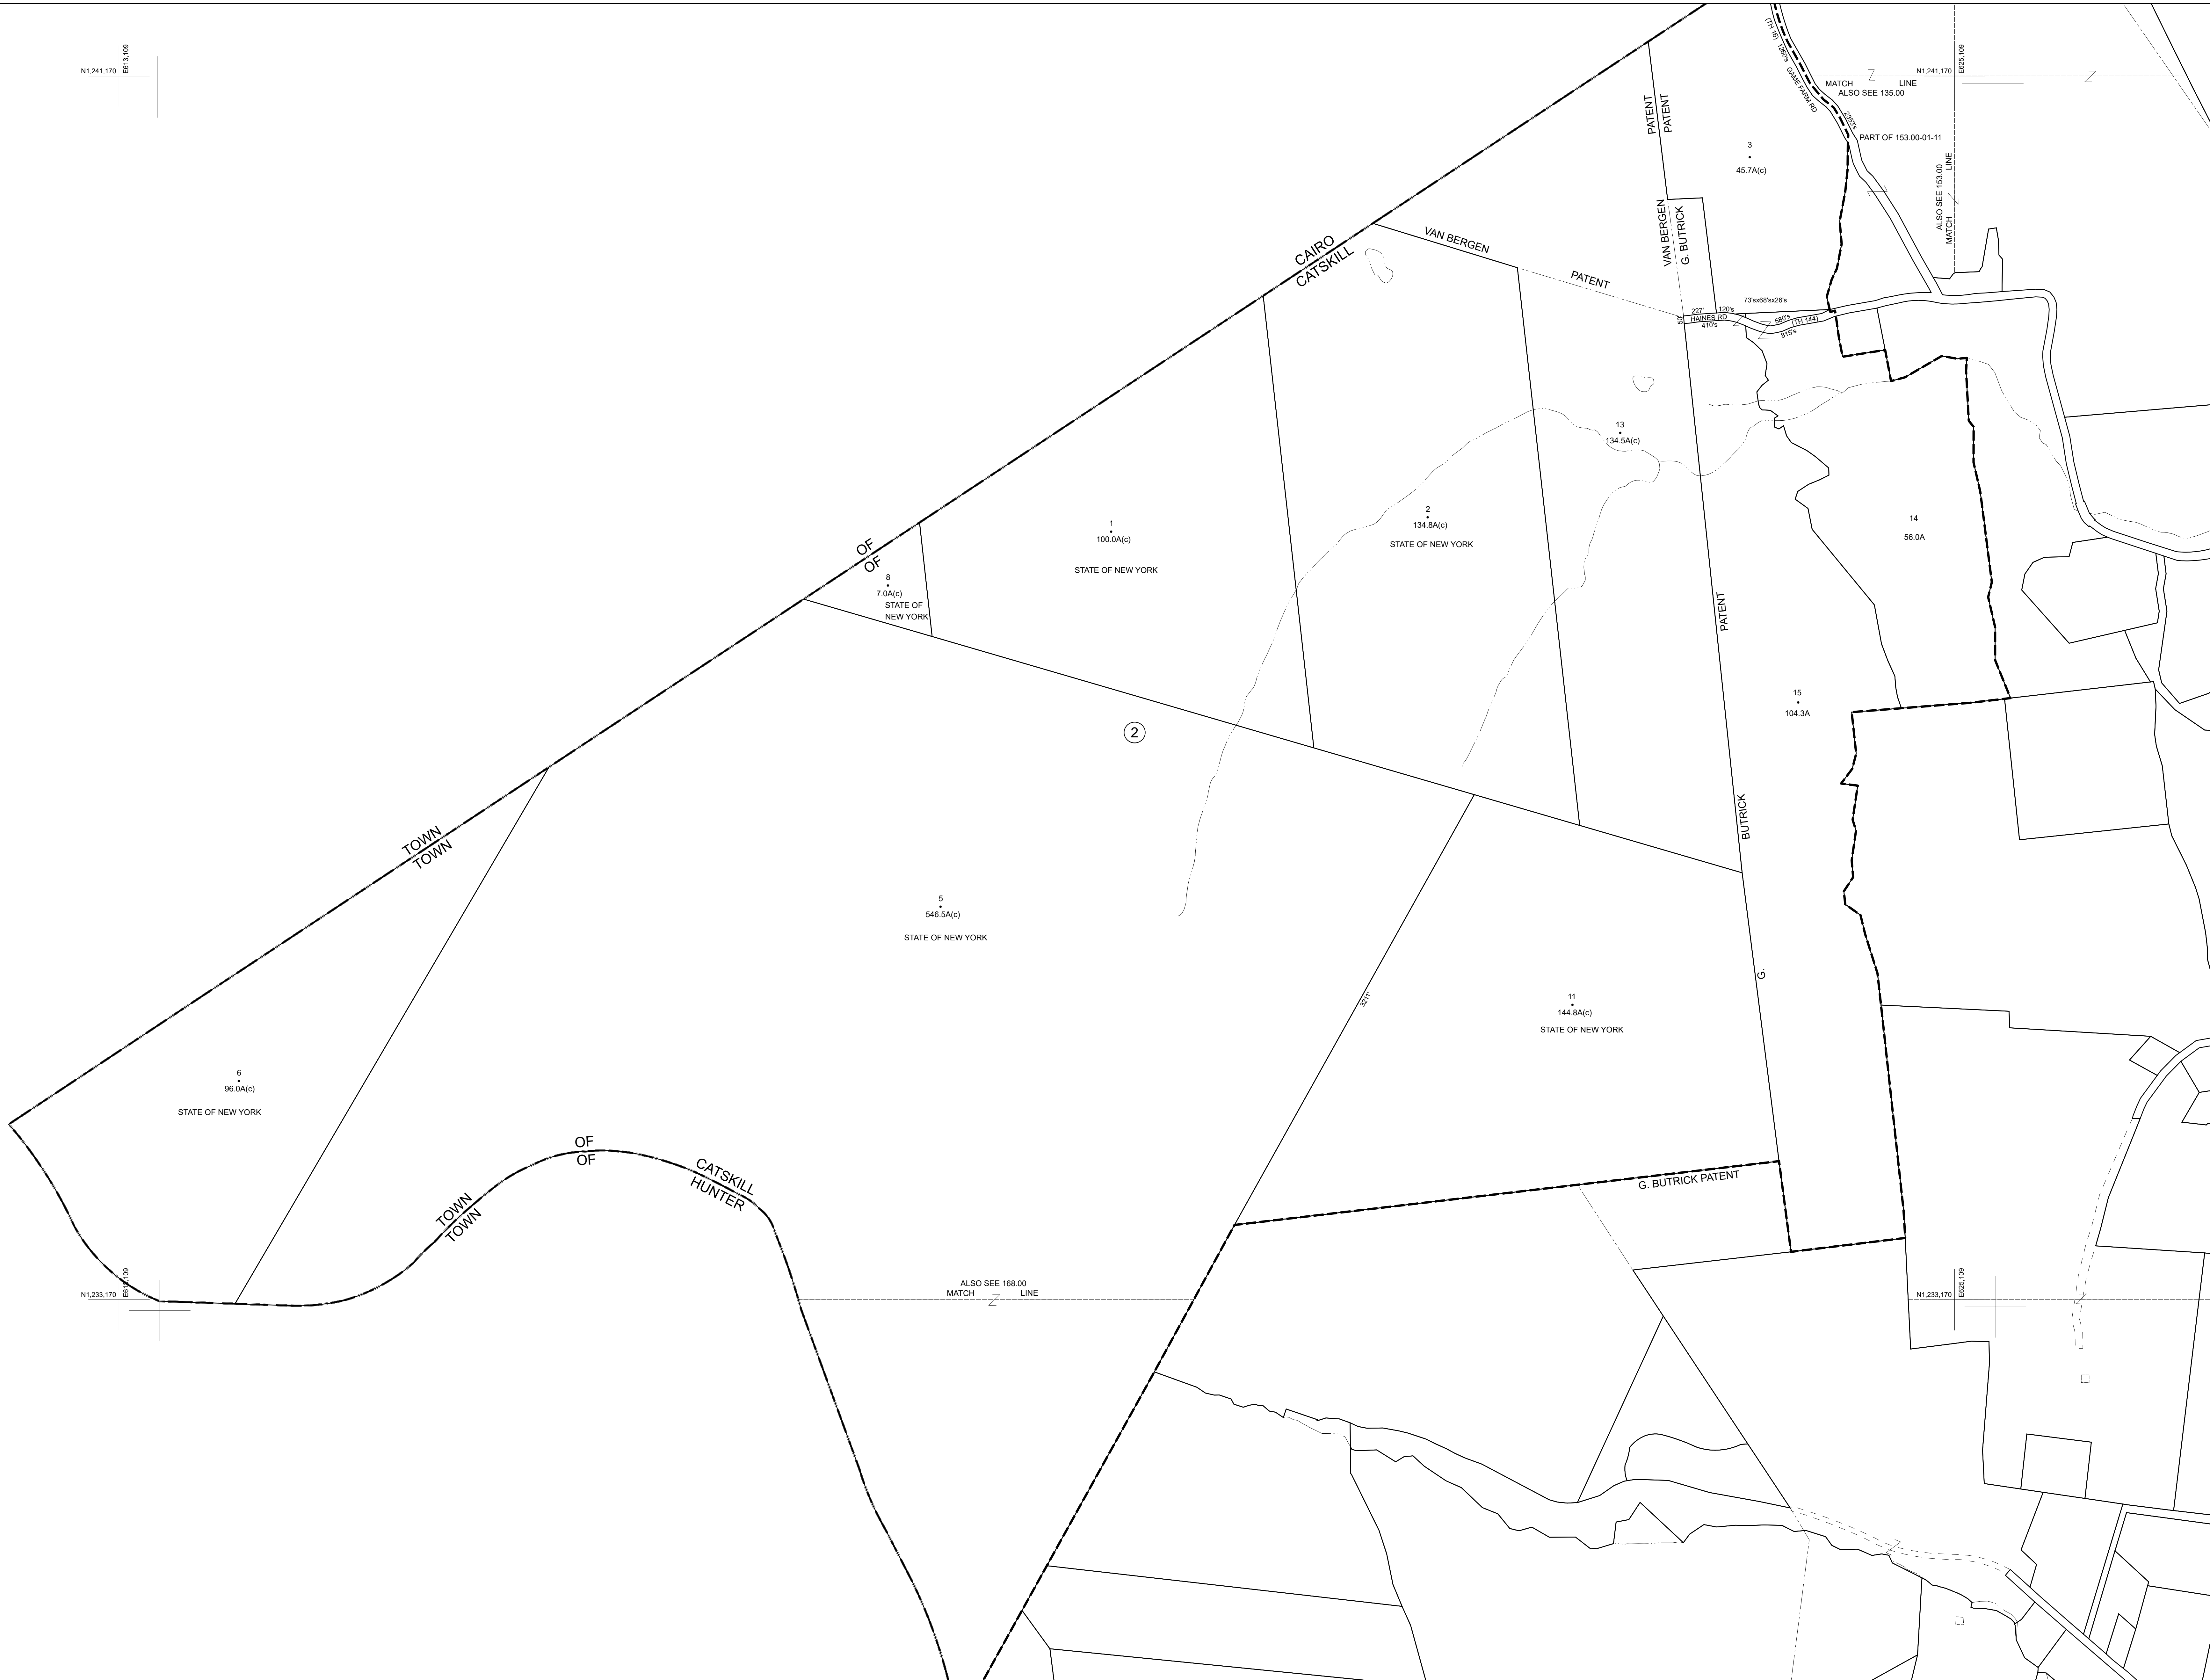 N1,241,170
E613,109
(TH 16) 1260's
GAME FARM RD
2353's
N1,241,170
E625,109
MATCH LINE
ALSO SEE 135.00
PART OF 153.00-01-11
ALSO SEE 153.00
MATCH LINE
PATENT
PATENT
VAN BERGEN
G. BUTRICK
3
45.7A(c)
CAIRO
CATSKILL
VAN BERGEN
PATENT
73'sx68'sx26's
227'
120's
50'
HAINES RD
410's
580's
(TH 144)
815's
13
134.5A(c)
2
134.8A(c)
STATE OF NEW YORK
1
100.0A(c)
STATE OF NEW YORK
14
56.0A
OF
OF
8
7.0A(c)
STATE OF
NEW YORK
PATENT
15
104.3A
2
BUTRICK
TOWN
TOWN
5
546.5A(c)
STATE OF NEW YORK
G.
3211'
11
144.8A(c)
STATE OF NEW YORK
6
96.0A(c)
STATE OF NEW YORK
OF
OF
CATSKILL
HUNTER
TOWN
TOWN
G. BUTRICK PATENT
N1,233,170
E613,109
ALSO SEE 168.00
MATCH LINE
N1,233,170
E625,109